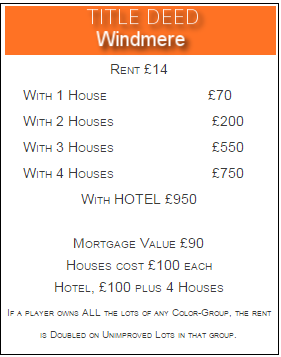 TITLE DEED
Windmere
RENT £14
WITH 1 HOUSE £70
WITH 2 HOUSES £200
WITH 3 HOUSES £550
WITH 4 HOUSES £750
WITH HOTEL £950
MORTGAGE VALUE £90
HOUSES COST £100 EACH
HOTEL, £100 PLUS 4 HOUSES
IF A PLAYER OWNS ALL THE LOTS OF ANY COLOR-GROUP, THE RENT
IS DOUBLED ON UNIMPROVED LOTS IN THAT GROUP.